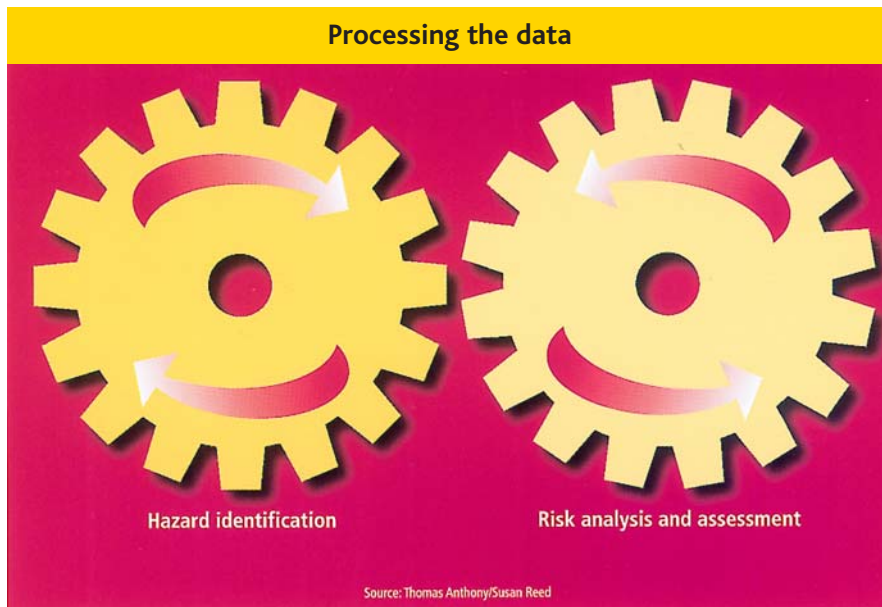 Processing the data
Hazard identification
Risk analysis and assessment
Source: Thomas Anthony/Susan Reed